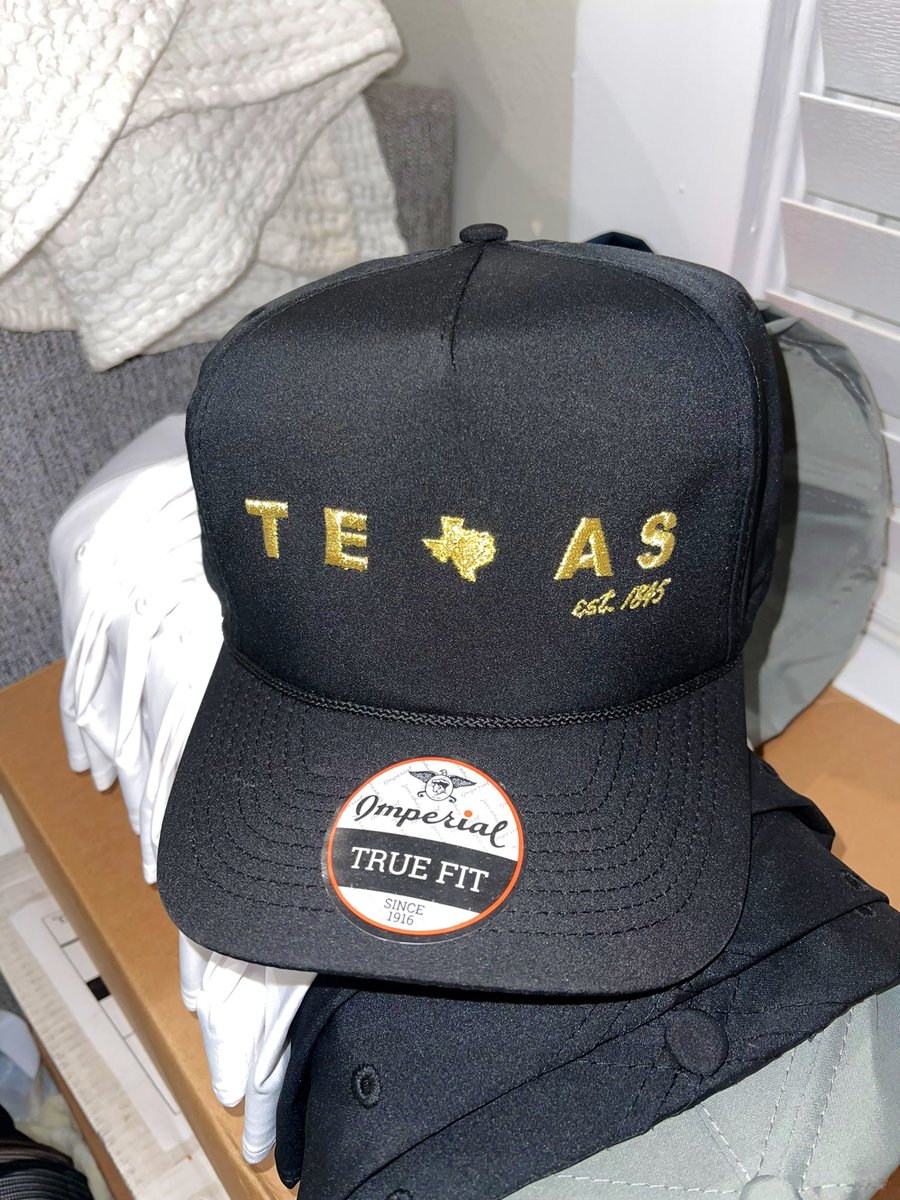 TE AS
est. 1845
Imperial
TRUE FIT
SINCE
1916